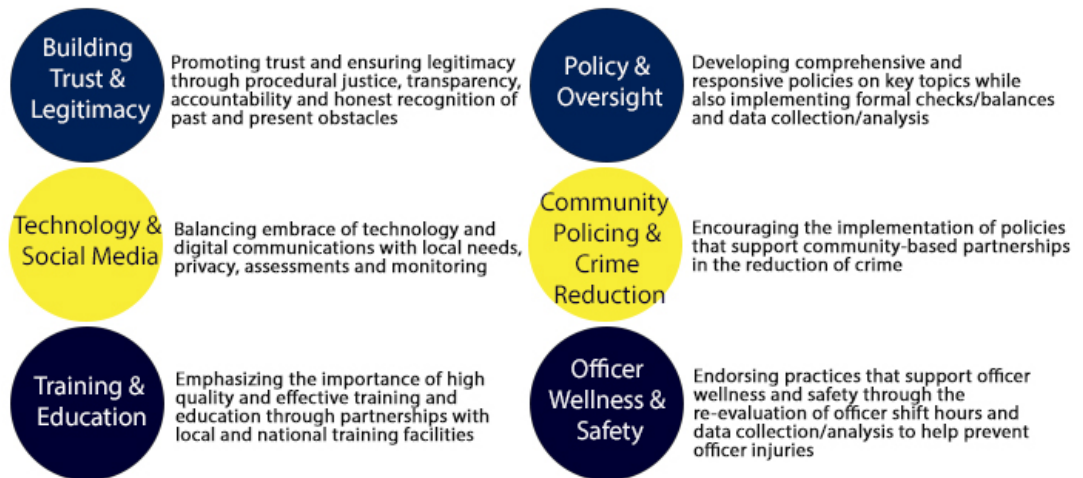 Building
Trust &
Legitimacy
Promoting trust and ensuring legitimacy
through procedural justice, transparency,
accountability and honest recognition of
past and present obstacles
Policy &
Oversight
Developing comprehensive and
responsive policies on key topics while
also implementing formal checks/balances
and data collection/analysis
Technology &
Social Media
Balancing embrace of technology and
digital communications with local needs,
privacy, assessments and monitoring
Community
Policing &
Crime
Reduction
Encouraging the implementation of policies
that support community-based partnerships
in the reduction of crime
Training &
Education
Emphasizing the importance of high
quality and effective training and
education through partnerships with
local and national training facilities
Officer
Wellness &
Safety
Endorsing practices that support officer
wellness and safety through the
re-evaluation of officer shift hours and
data collection/analysis to help prevent
officer injuries